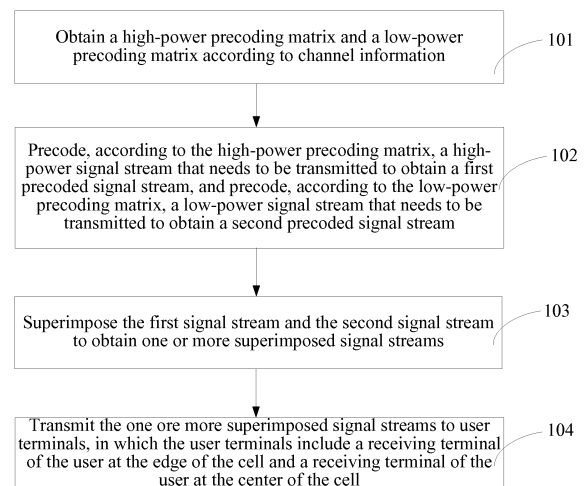 Obtain a high-power precoding matrix and a low-power
precoding matrix according to channel information
101
Precode, according to the high-power precoding matrix, a high-
power signal stream that needs to be transmitted to obtain a first
precoded signal stream, and precode, according to the low-power
precoding matrix, a low-power signal stream that needs to be
transmitted to obtain a second precoded signal stream
102
Superimpose the first signal stream and the second signal stream
to obtain one or more superimposed signal streams
103
Transmit the one ore more superimposed signal streams to user
terminals, in which the user terminals include a receiving terminal
of the user at the edge of the cell and a receiving terminal of the
user at the center of the cell
104